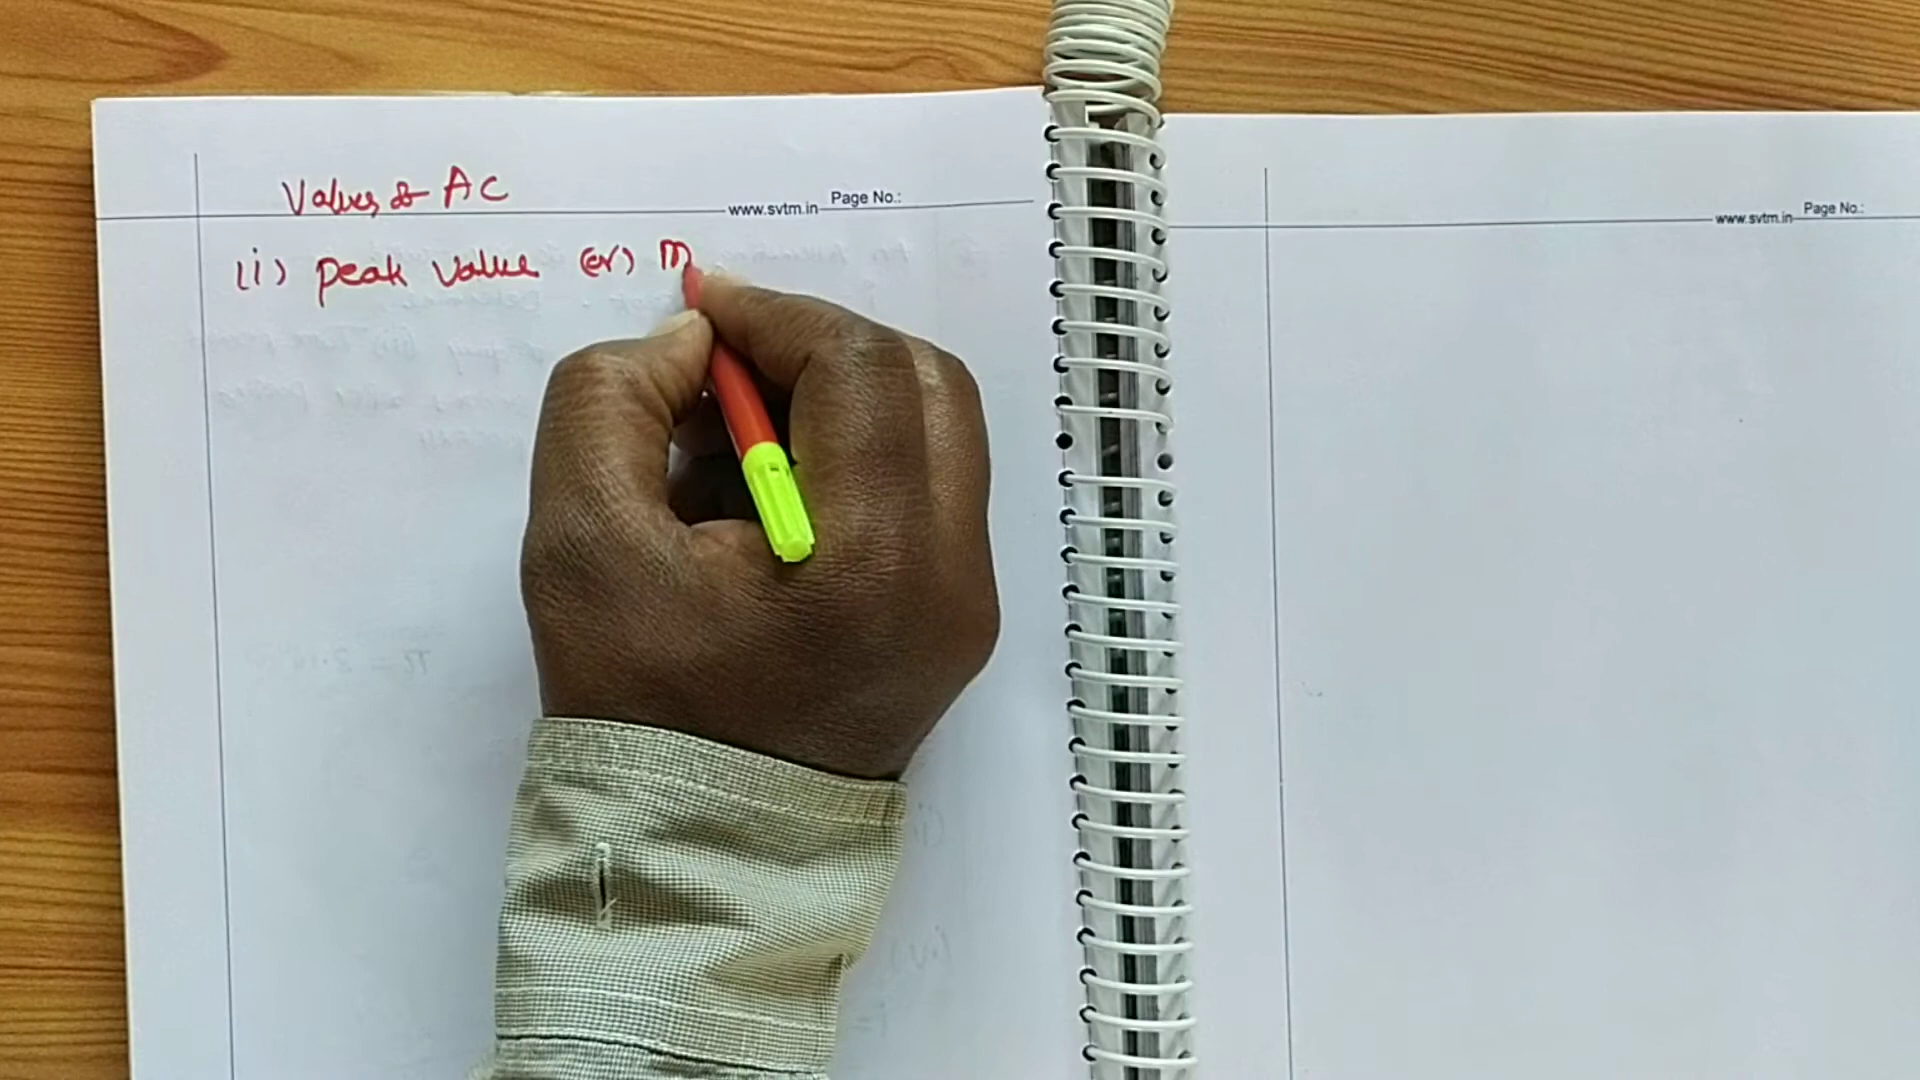 Values of AC
www.svtm.in Page No.:
(i) peak value (or) m
www.svtm.in Page No.: